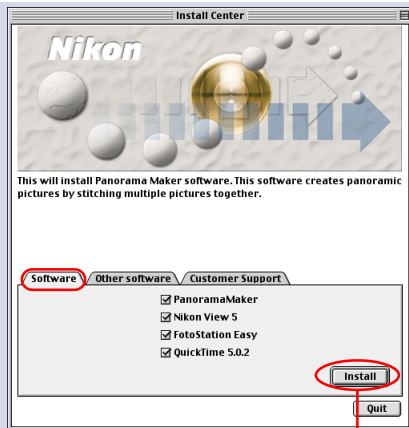 Install Center
Nikon
This will install Panorama Maker software. This software creates panoramic
pictures by stitching multiple pictures together.
Software Other software Customer Support
PanoramaMaker
Nikon View 5
FotoStation Easy
QuickTime 5.0.2
Install
Quit